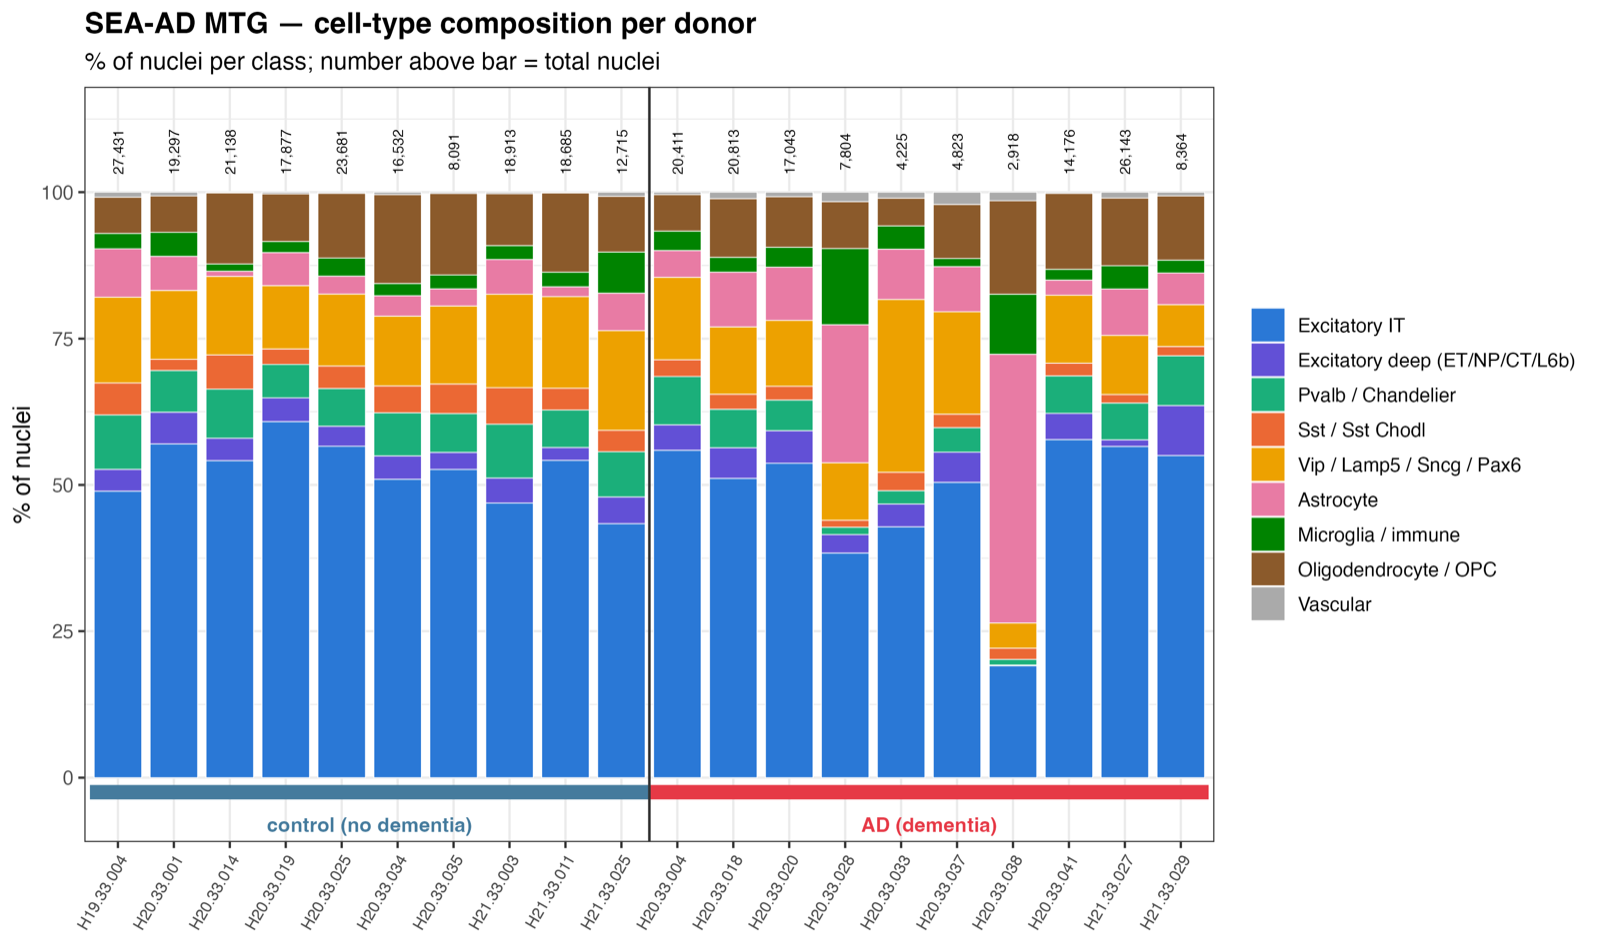 SEA-AD MTG — cell-type composition per donor
% of nuclei per class; number above bar = total nuclei
27,431
19,297
21,138
17,877
23,681
16,532
8,091
18,913
18,685
12,715
20,411
20,813
17,043
7,804
4,225
4,823
2,918
14,176
26,143
8,364
% of nuclei
100
75
50
25
0
control (no dementia)
AD (dementia)
H19.33.004
H20.33.001
H20.33.014
H20.33.019
H20.33.025
H20.33.034
H20.33.035
H21.33.003
H21.33.011
H21.33.025
H20.33.004
H20.33.018
H20.33.020
H20.33.028
H20.33.033
H20.33.037
H20.33.038
H20.33.041
H21.33.027
H21.33.029
Excitatory IT
Excitatory deep (ET/NP/CT/L6b)
Pvalb / Chandelier
Sst / Sst Chodl
Vip / Lamp5 / Sncg / Pax6
Astrocyte
Microglia / immune
Oligodendrocyte / OPC
Vascular